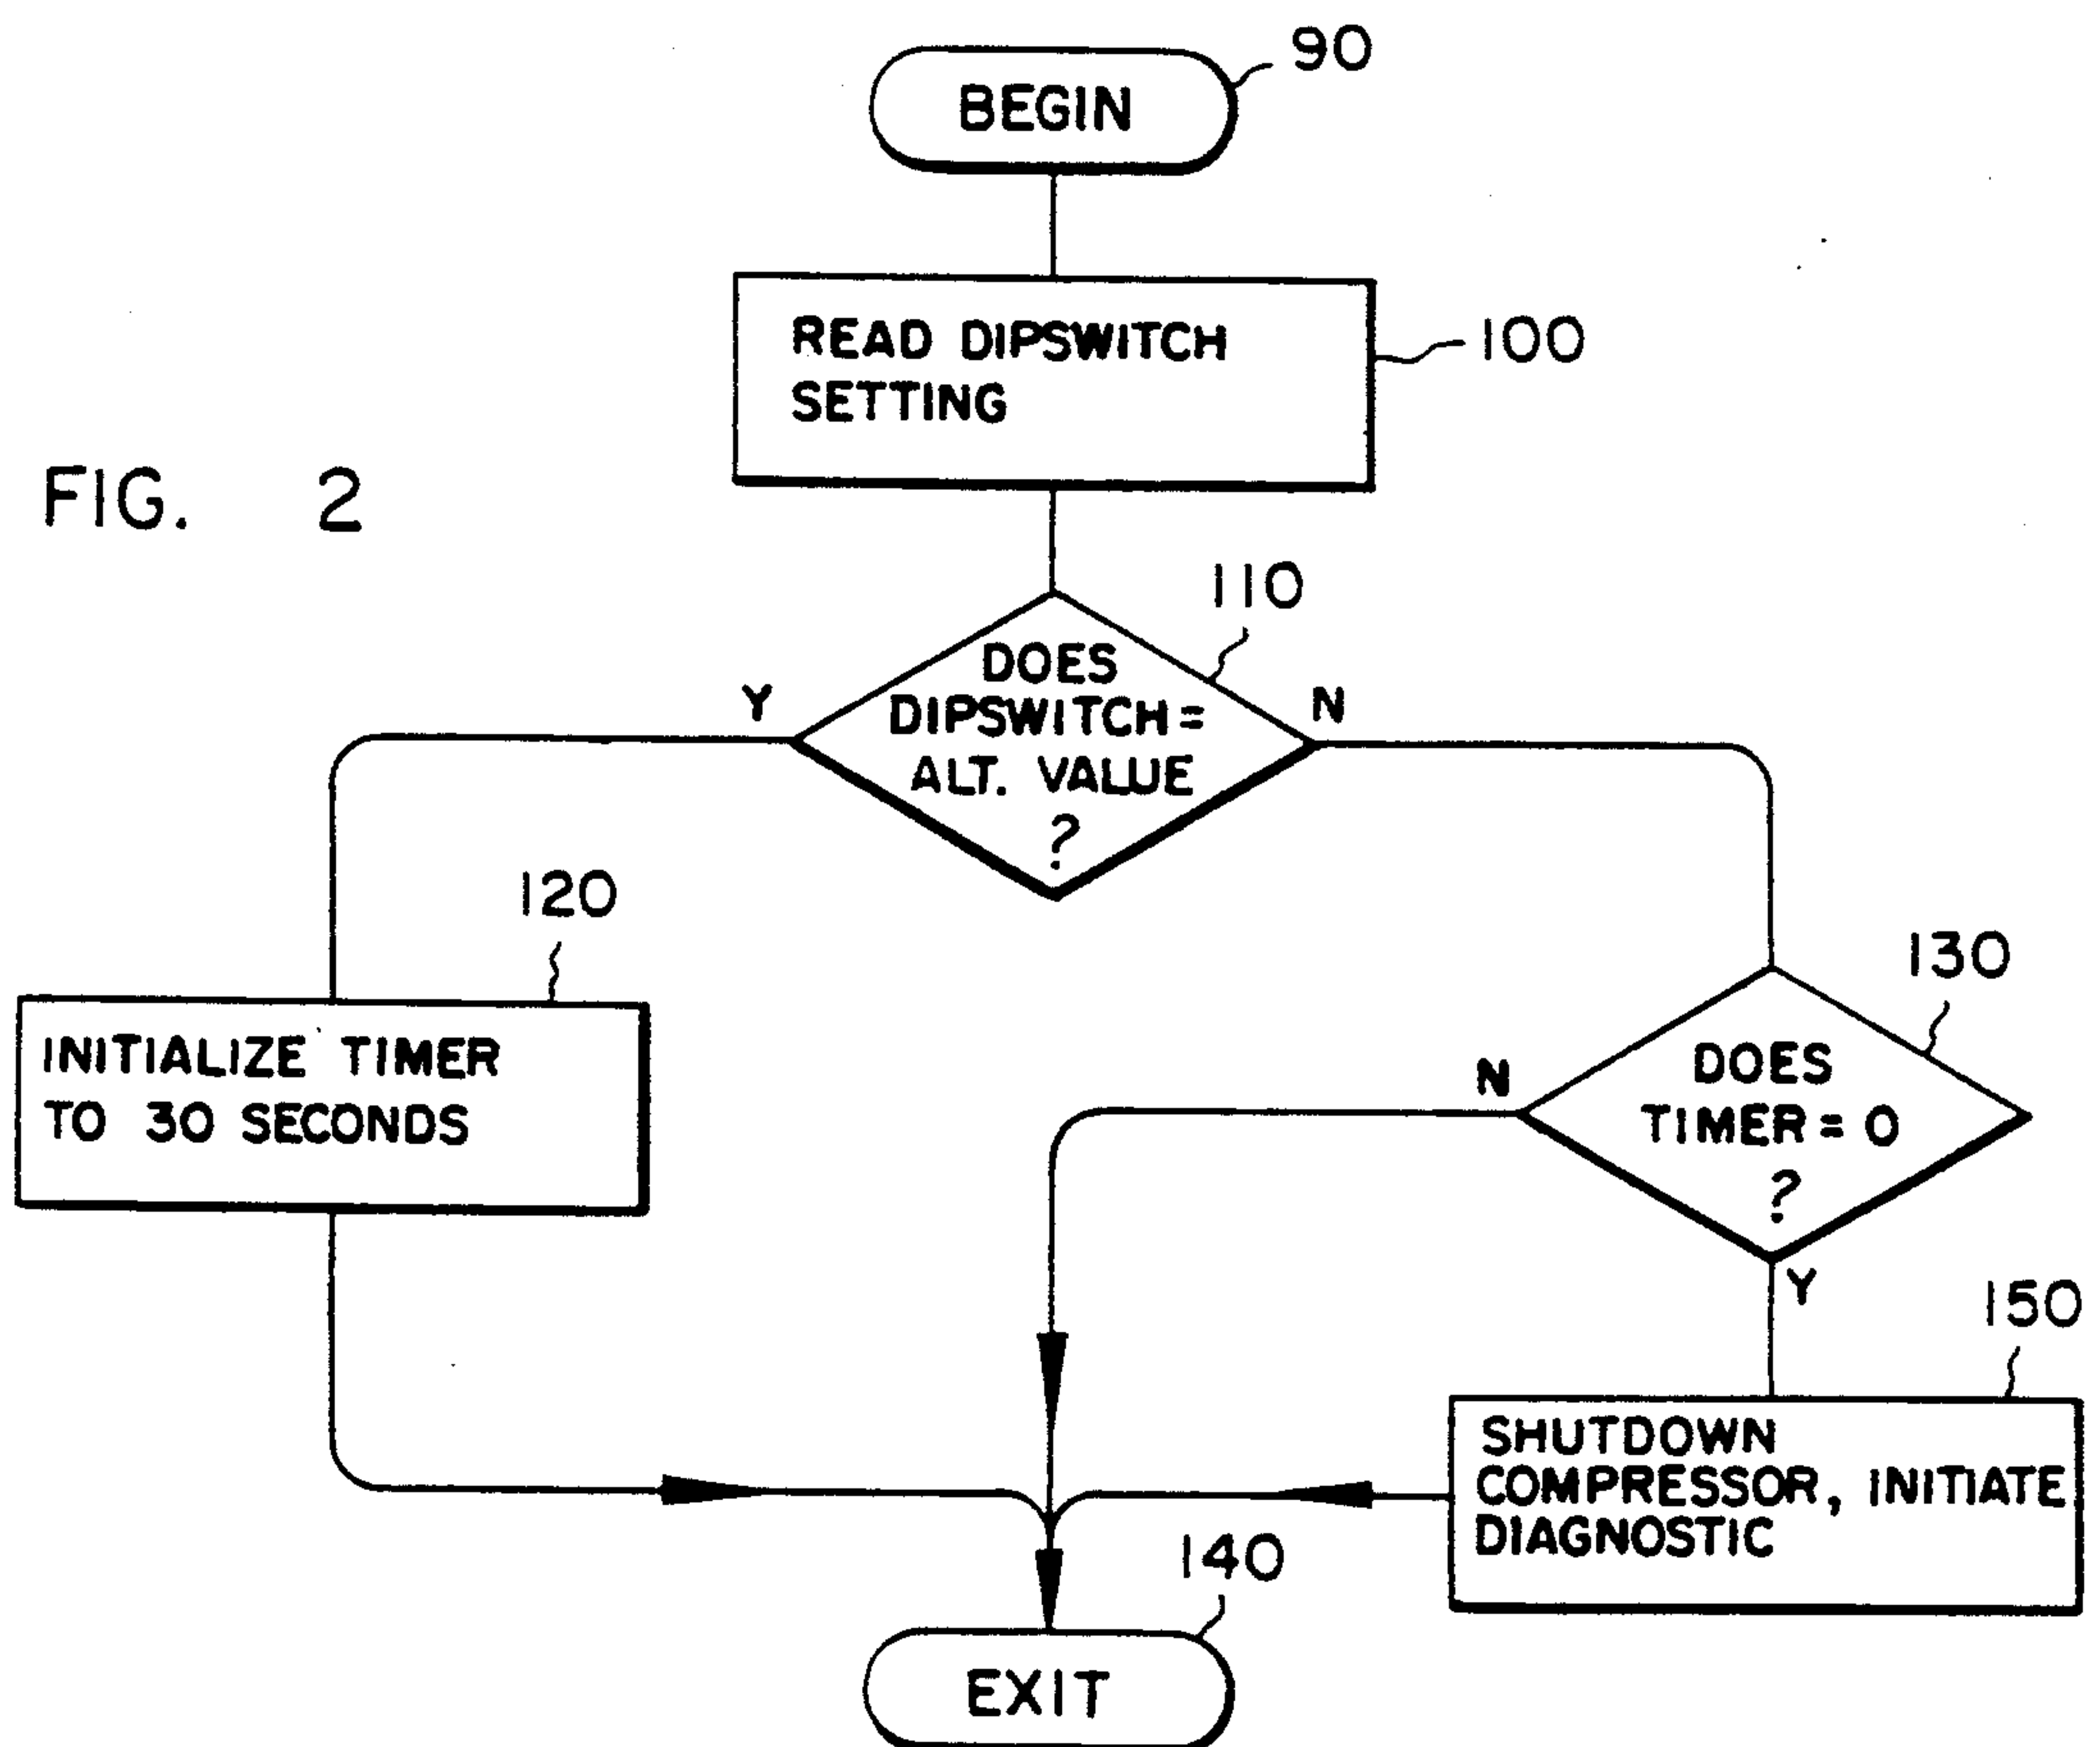 BEGIN
90
READ DIPSWITCH
SETTING
100
FIG. 2
110
DOES
DIPSWITCH =
ALT. VALUE
?
Y
N
120
INITIALIZE TIMER
TO 30 SECONDS
130
DOES
TIMER = 0
?
N
Y
150
SHUTDOWN
COMPRESSOR, INITIATE
DIAGNOSTIC
140
EXIT